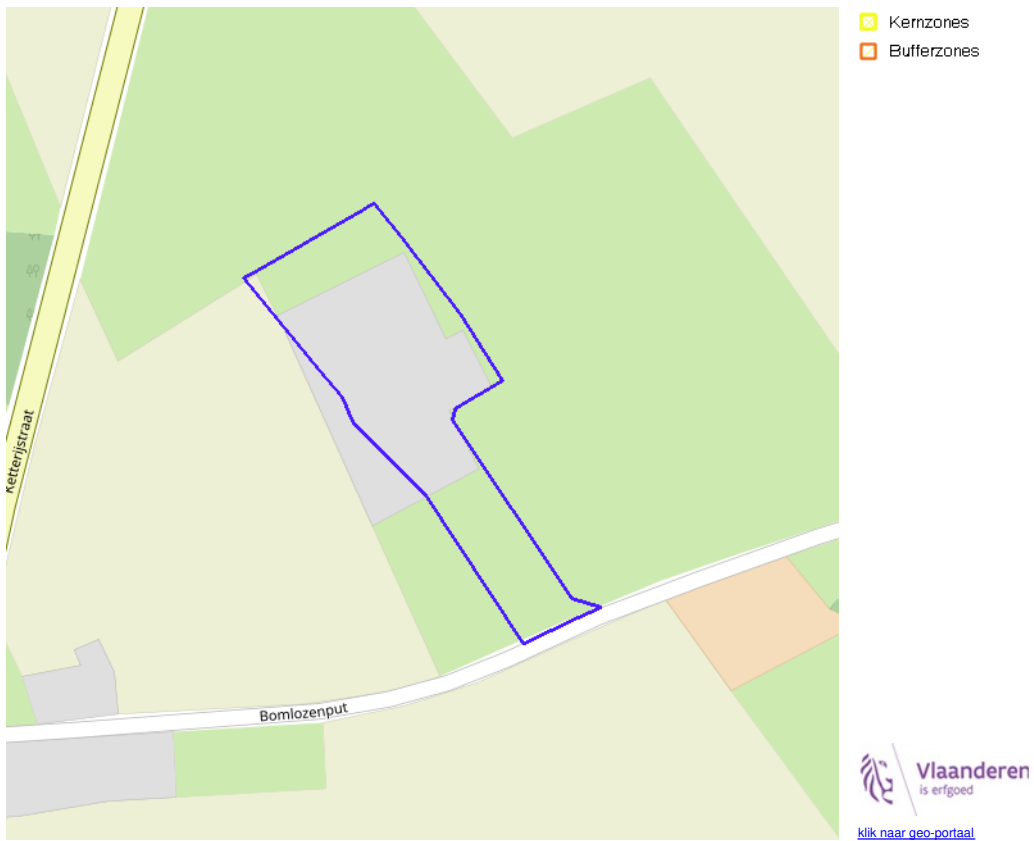 Kernzones
Bufferzones
Ketterijstraat
Bomlozenput
Vlaanderen
is erfgoed
klik naar geo-portaal